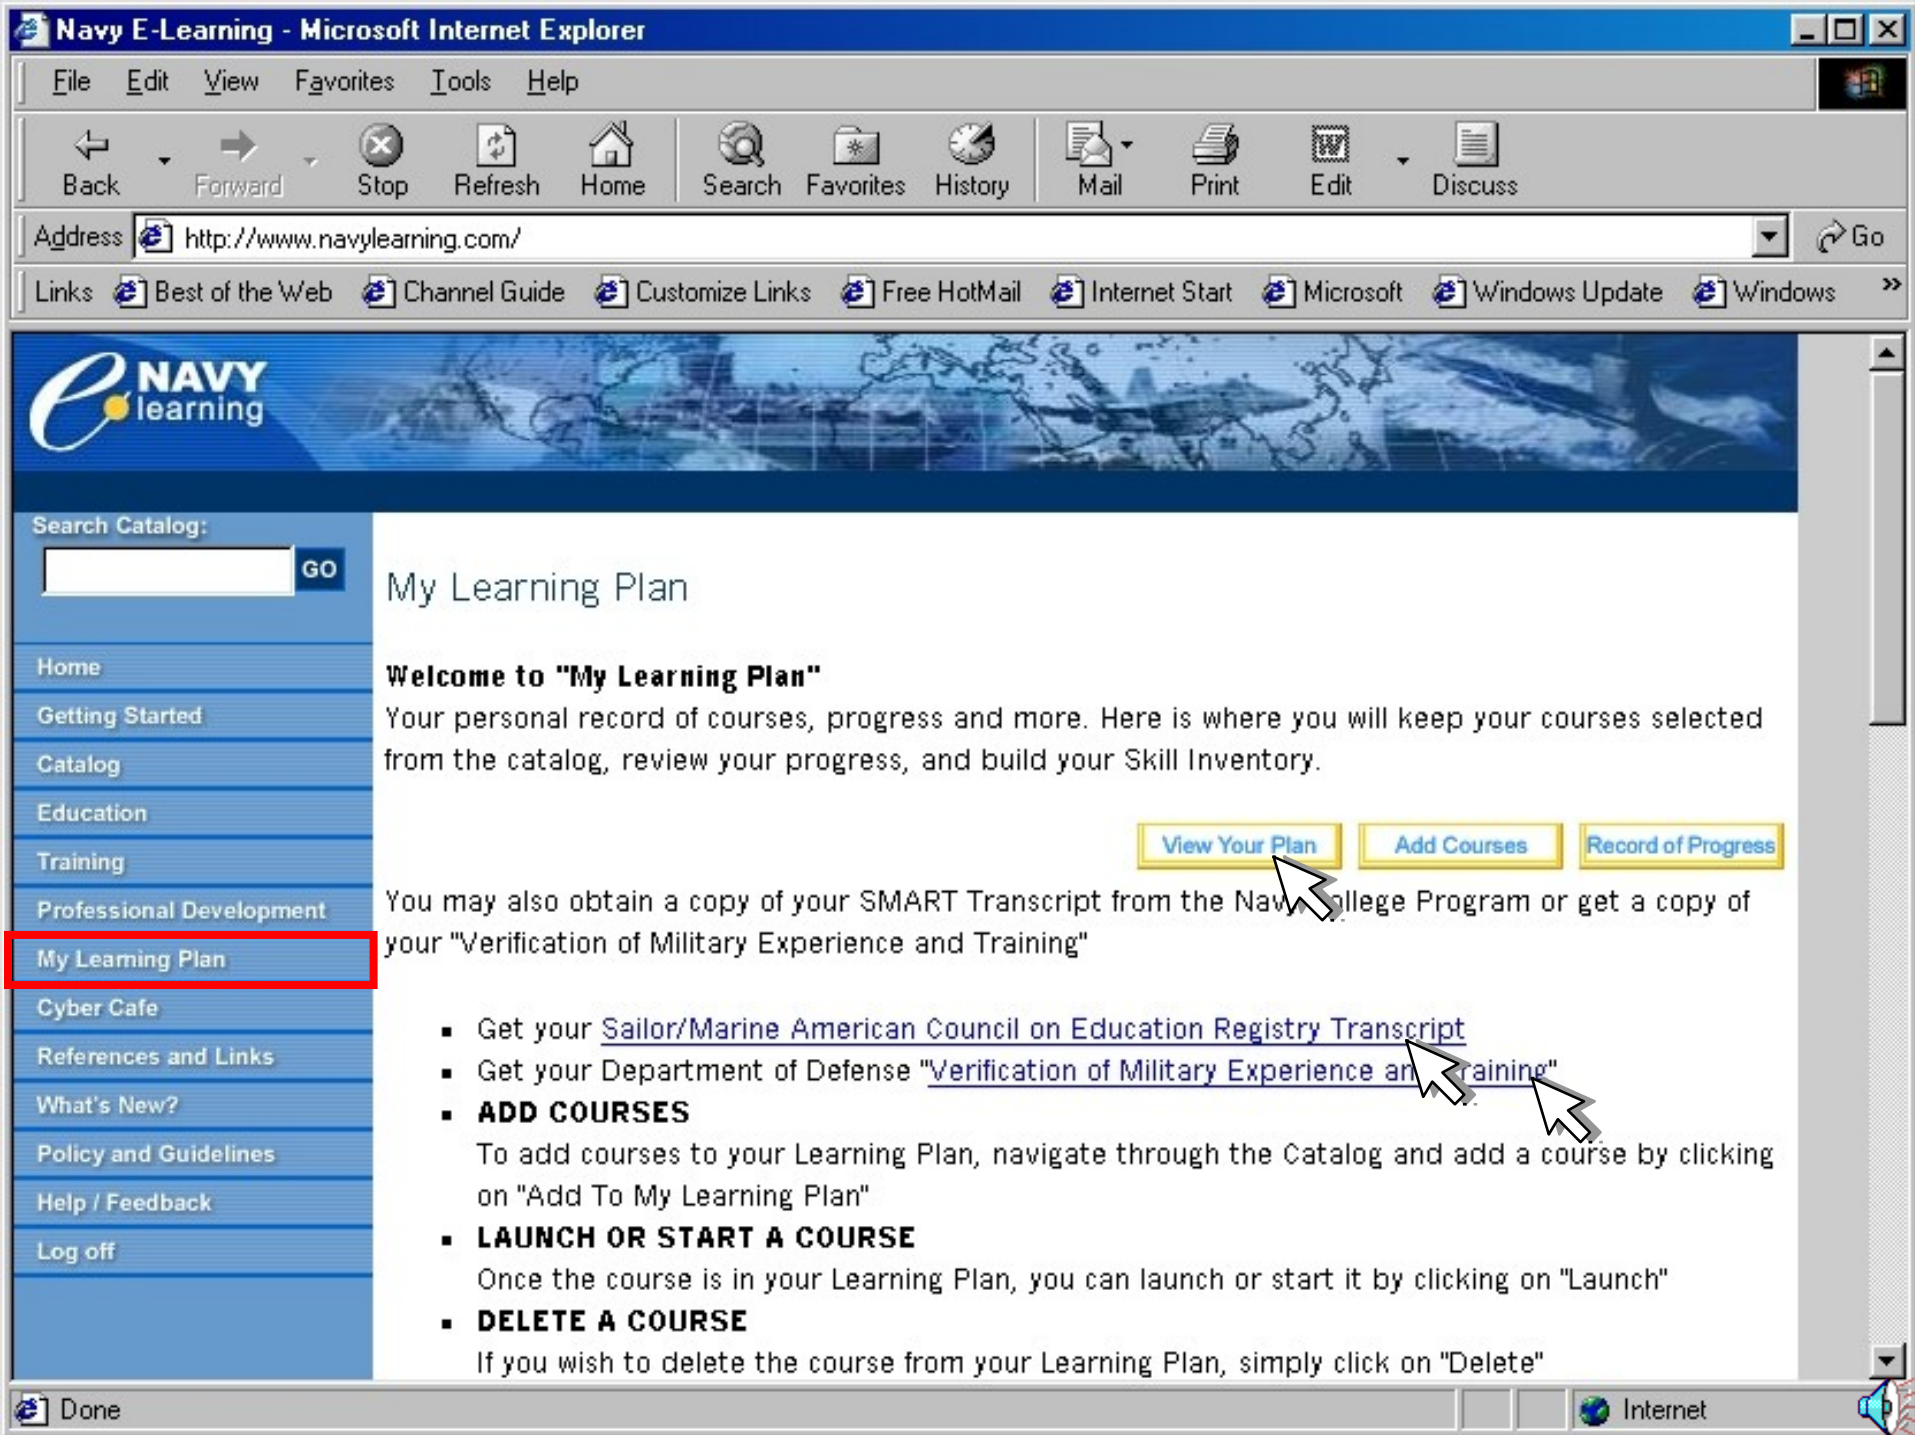 Navy E-Learning - Microsoft Internet Explorer
File Edit View Favorites Tools Help
Back Forward Stop Refresh Home Search Favorites History Mail Print Edit Discuss
Address http://www.navylearning.com/ Go
Links Best of the Web Channel Guide Customize Links Free HotMail Internet Start Microsoft Windows Update Windows »
NAVY
learning
Search Catalog:
GO
Home
Getting Started
Catalog
Education
Training
Professional Development
My Learning Plan
Cyber Cafe
References and Links
What's New?
Policy and Guidelines
Help / Feedback
Log off
My Learning Plan
Welcome to "My Learning Plan"
Your personal record of courses, progress and more. Here is where you will keep your courses selected
from the catalog, review your progress, and build your Skill Inventory.
View Your Plan Add Courses Record of Progress
You may also obtain a copy of your SMART Transcript from the Navy College Program or get a copy of
your "Verification of Military Experience and Training"
▪ Get your Sailor/Marine American Council on Education Registry Transcript
▪ Get your Department of Defense "Verification of Military Experience and Training"
▪ ADD COURSES
To add courses to your Learning Plan, navigate through the Catalog and add a course by clicking
on "Add To My Learning Plan"
▪ LAUNCH OR START A COURSE
Once the course is in your Learning Plan, you can launch or start it by clicking on "Launch"
▪ DELETE A COURSE
If you wish to delete the course from your Learning Plan, simply click on "Delete"
Done Internet